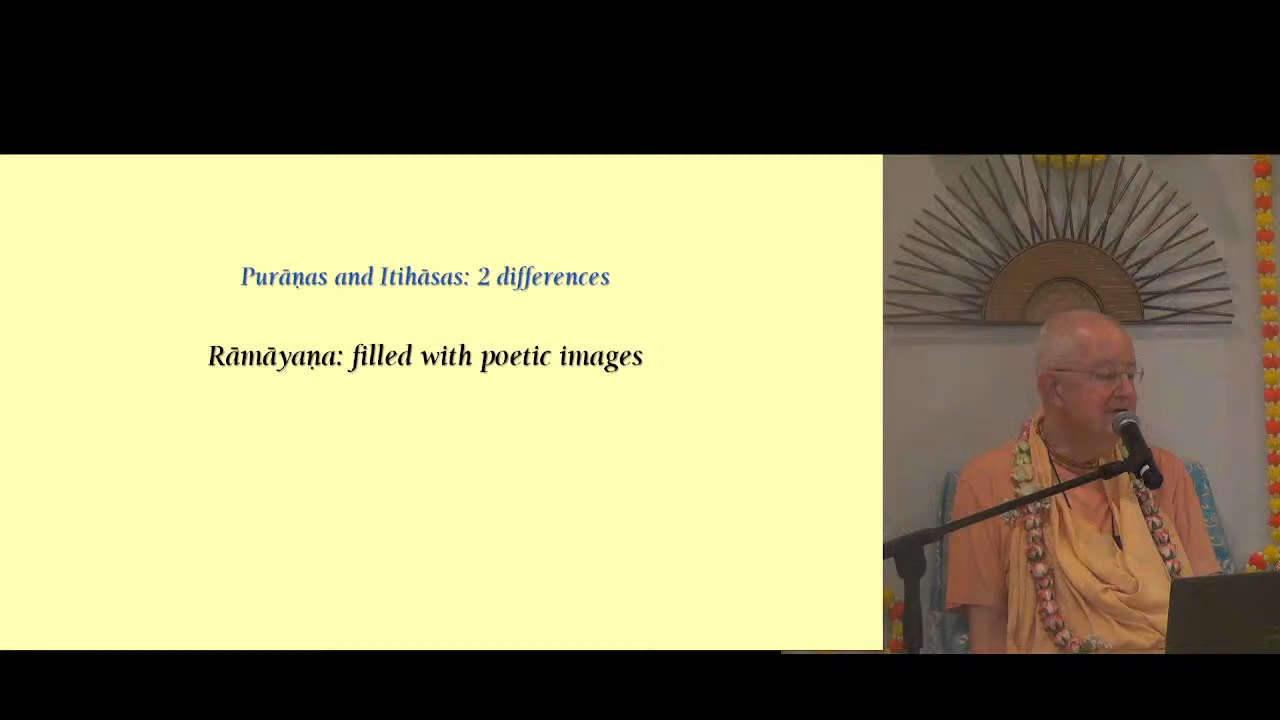 Purāṇas and Itihāsas: 2 differences
Rāmāyaṇa: filled with poetic images